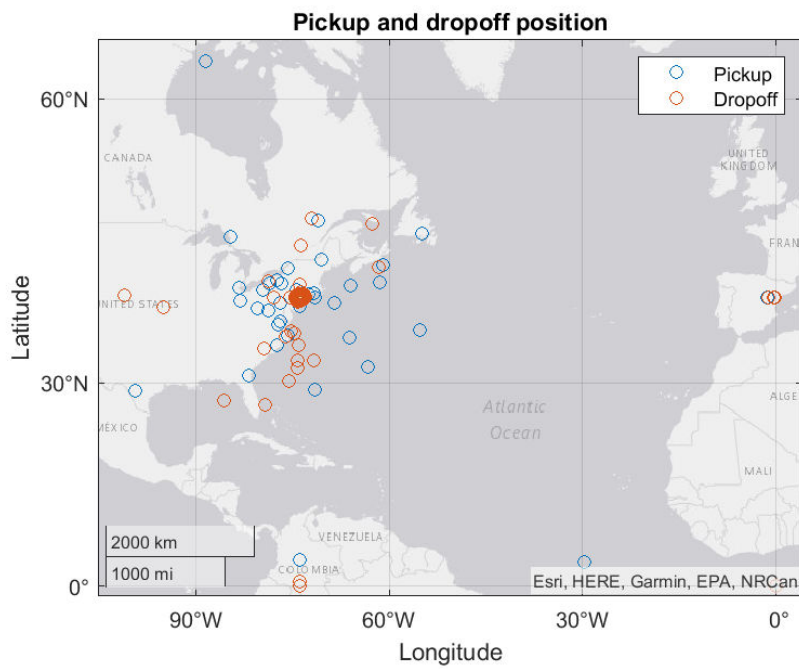 Pickup and dropoff position
Pickup
Dropoff
60°N
30°N
0°
Latitude
CANADA
UNITED
KINGDOM
FRAN
UNITED STATES
Atlantic
Ocean
ALGE
MÉXICO
MALI
VENEZUELA
COLOMBIA
2000 km
1000 mi
Esri, HERE, Garmin, EPA, NRCan
90°W
60°W
30°W
0°
Longitude